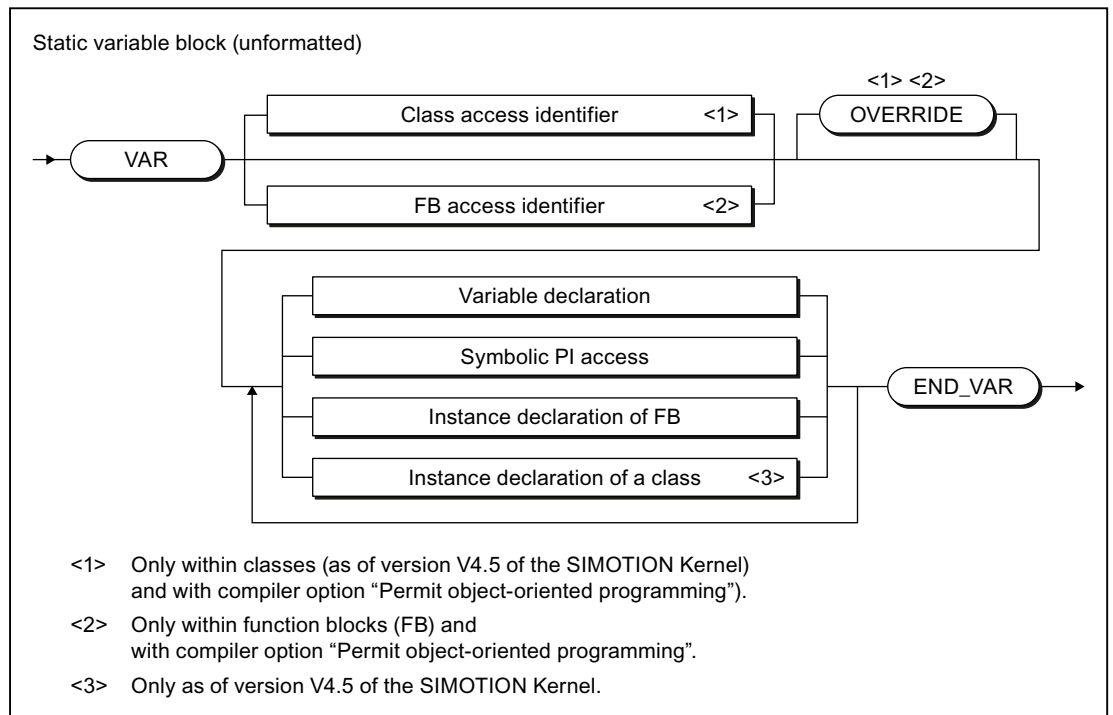 Static variable block (unformatted)
<1> <2>
Class access identifier <1>
OVERRIDE
VAR
FB access identifier <2>
Variable declaration
Symbolic PI access
END_VAR
Instance declaration of FB
Instance declaration of a class <3>
<1> Only within classes (as of version V4.5 of the SIMOTION Kernel)
and with compiler option “Permit object-oriented programming”).
<2> Only within function blocks (FB) and
with compiler option “Permit object-oriented programming”.
<3> Only as of version V4.5 of the SIMOTION Kernel.